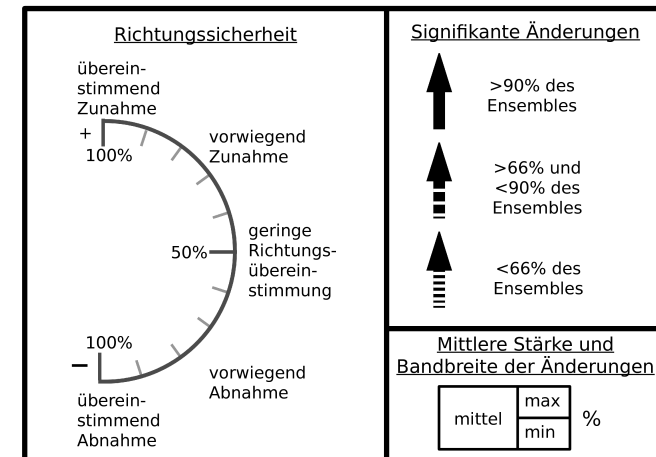 Richtungssicherheit
überein-
stimmend
Zunahme
+
100%
vorwiegend
Zunahme
50%
geringe
Richtungs-
überein-
stimmung
100%
−
vorwiegend
Abnahme
überein-
stimmend
Abnahme
Signifikante Änderungen
>90% des
Ensembles
>66% und
<90% des
Ensembles
<66% des
Ensembles
Mittlere Stärke und
Bandbreite der Änderungen
mittel
max
min
%